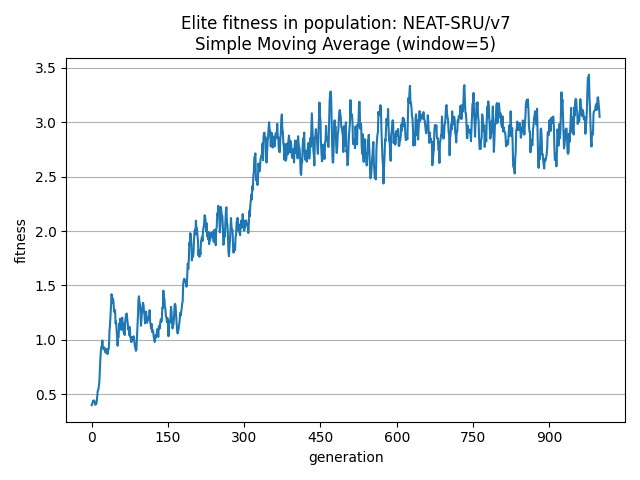 Elite fitness in population: NEAT-SRU/v7
Simple Moving Average (window=5)
fitness
3.5
3.0
2.5
2.0
1.5
1.0
0.5
0 150 300 450 600 750 900
generation